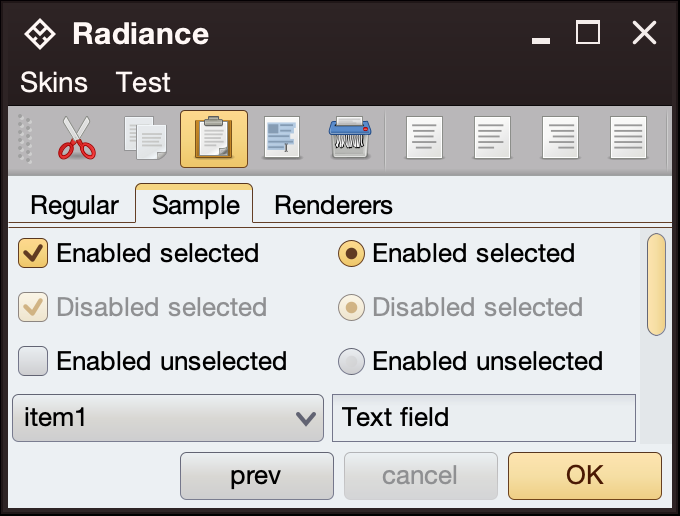 Radiance
Skins Test
Regular Sample Renderers
Enabled selected Enabled selected
Disabled selected Disabled selected
Enabled unselected Enabled unselected
item1 Text field
prev cancel OK